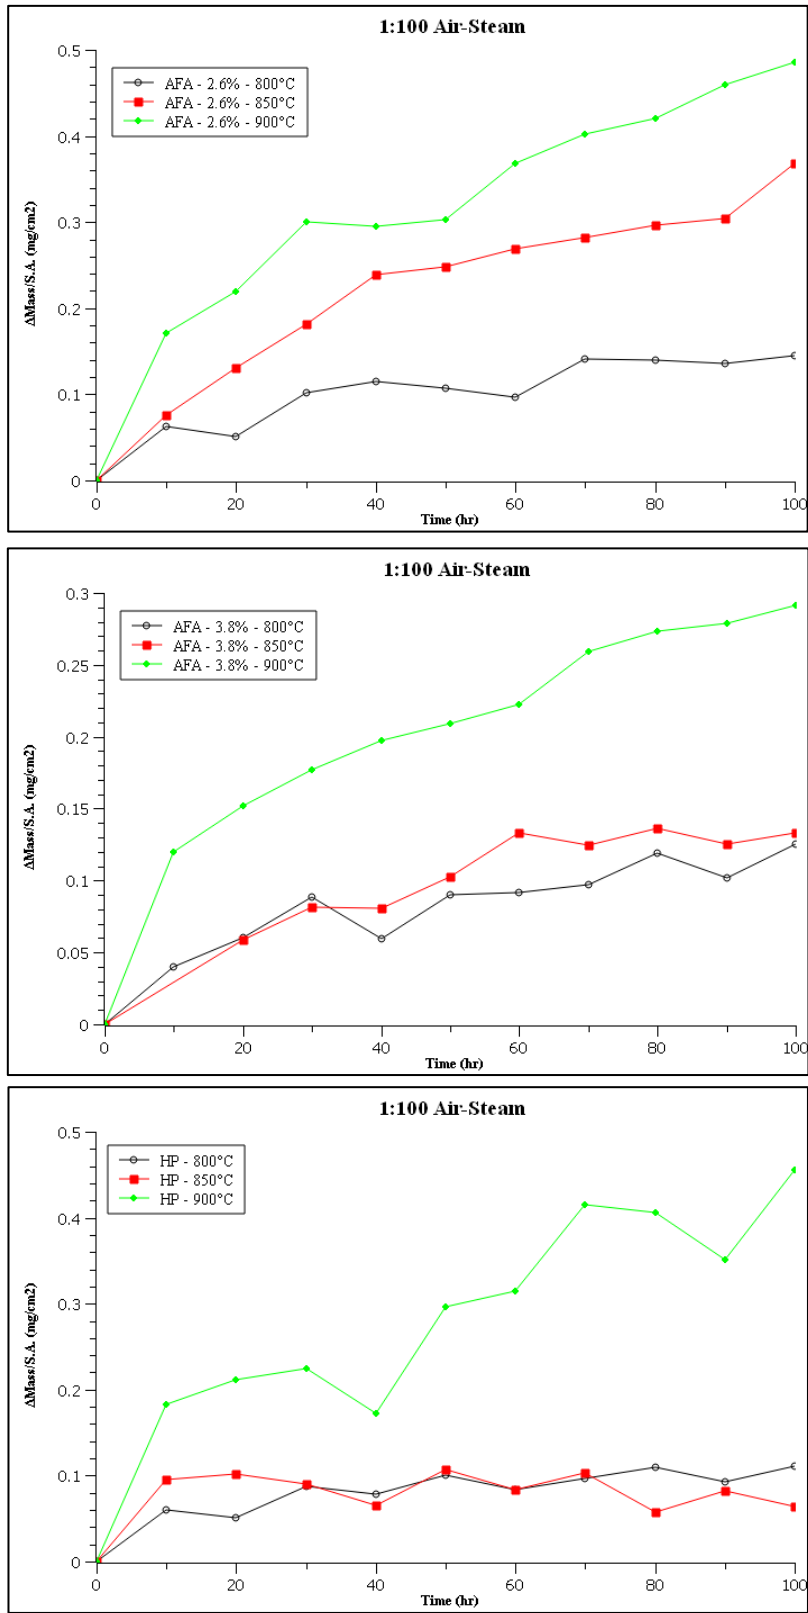 1:100 Air-Steam
0.5
0.4
0.3
0.2
0.1
0
AFA - 2.6% - 800°C
AFA - 2.6% - 850°C
AFA - 2.6% - 900°C
ΔMass/S.A. (mg/cm2)
0 20 40 60 80 100
Time (hr)
1:100 Air-Steam
0.3
0.25
0.2
0.15
0.1
0.05
0
AFA - 3.8% - 800°C
AFA - 3.8% - 850°C
AFA - 3.8% - 900°C
ΔMass/S.A. (mg/cm2)
0 20 40 60 80 100
Time (hr)
1:100 Air-Steam
0.5
0.4
0.3
0.2
0.1
0
HP - 800°C
HP - 850°C
HP - 900°C
ΔMass/S.A. (mg/cm2)
0 20 40 60 80 100
Time (hr)